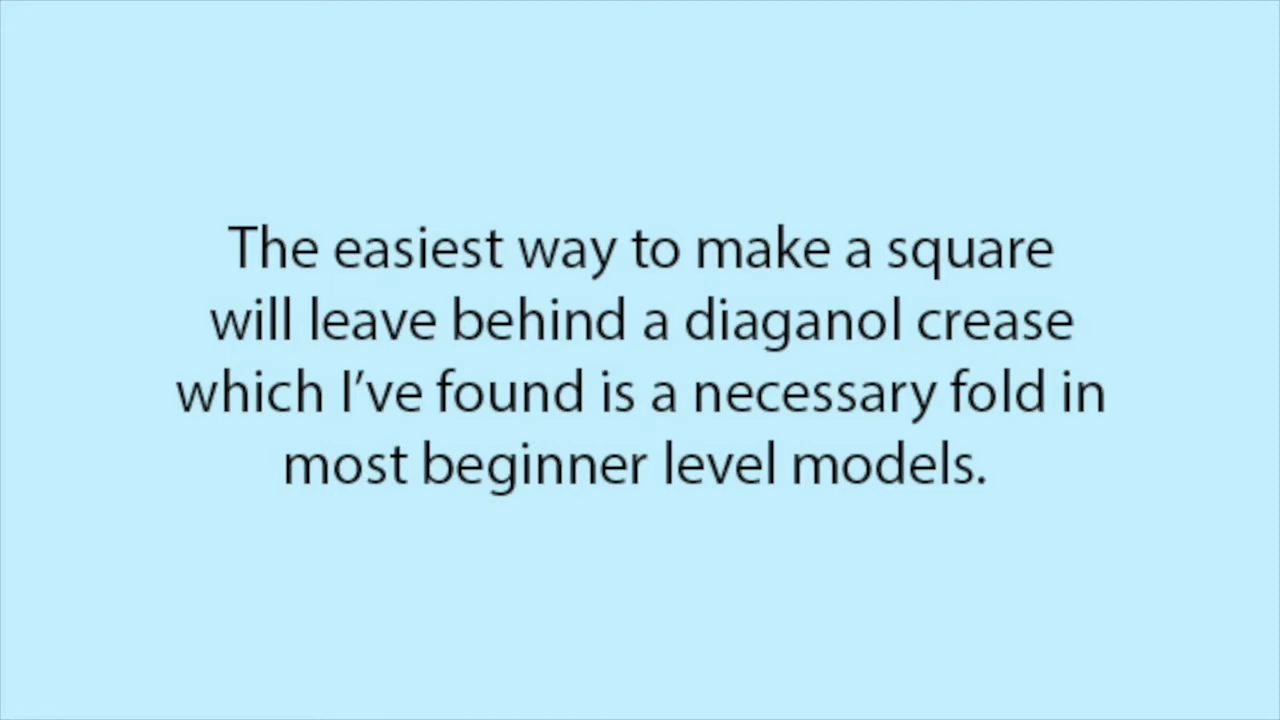 The easiest way to make a square
will leave behind a diaganol crease
which I’ve found is a necessary fold in
most beginner level models.